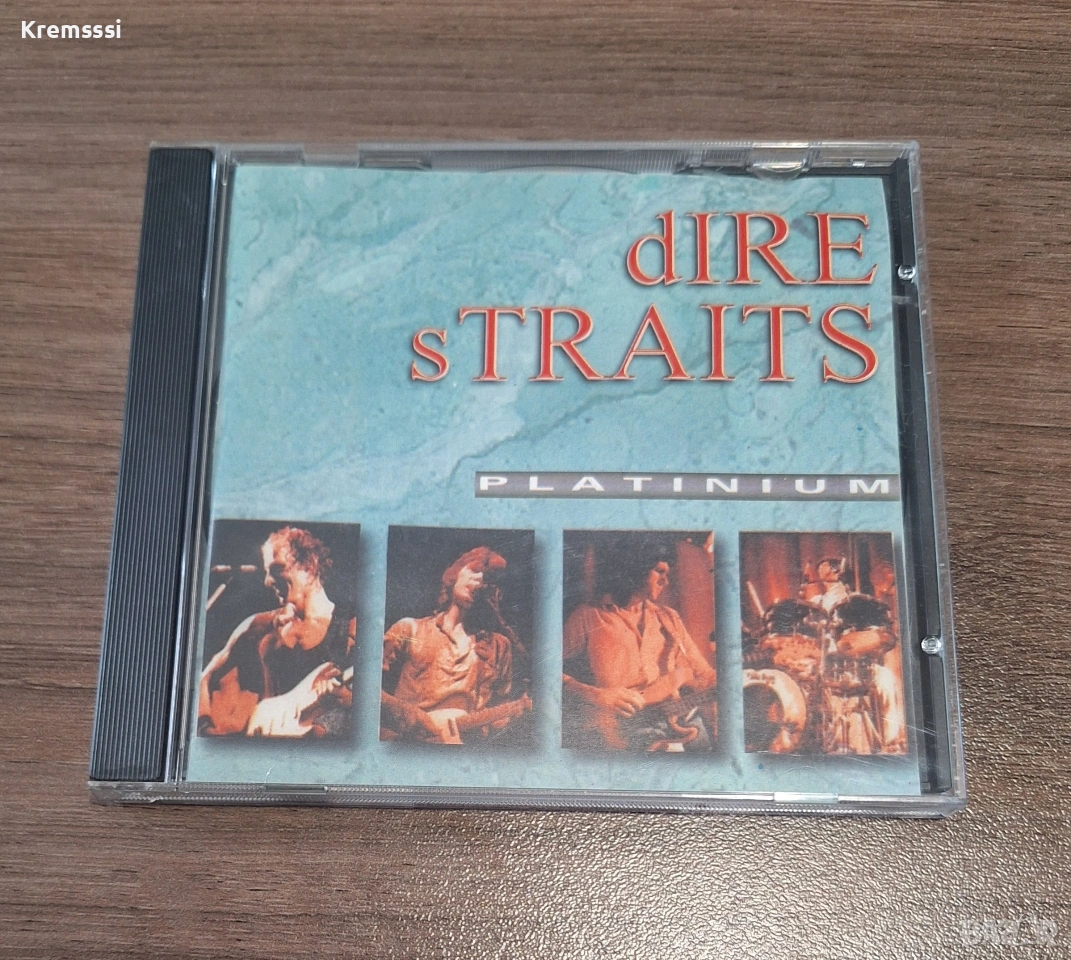 Kremsssi
dIRE
sTRAITS
PLATINIUM